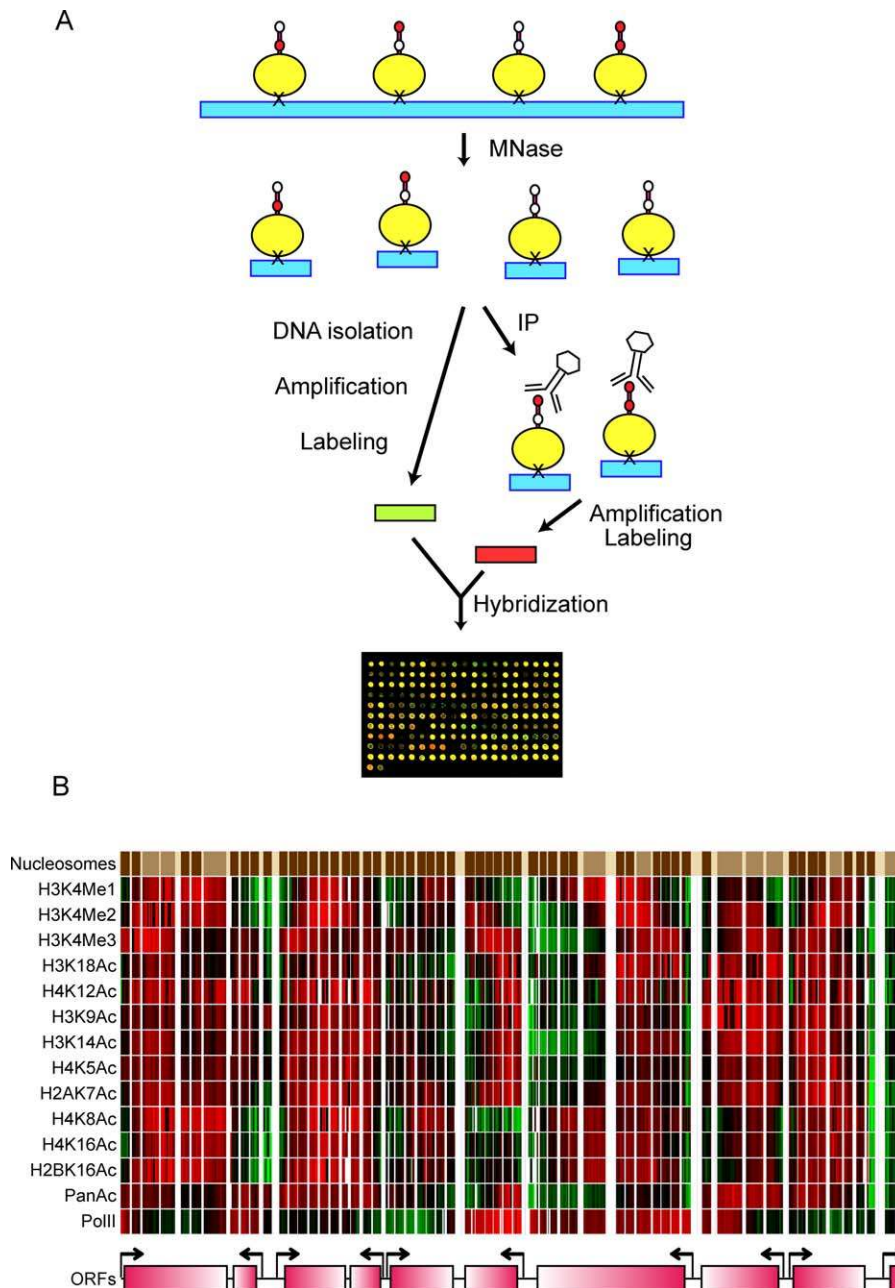 A
MNase
DNA isolation
IP
Amplification
Labeling
Amplification
Labeling
Hybridization
B
Nucleosomes
H3K4Me1
H3K4Me2
H3K4Me3
H3K18Ac
H4K12Ac
H3K9Ac
H3K14Ac
H4K5Ac
H2AK7Ac
H4K8Ac
H4K16Ac
H2BK16Ac
PanAc
PolII
ORFs